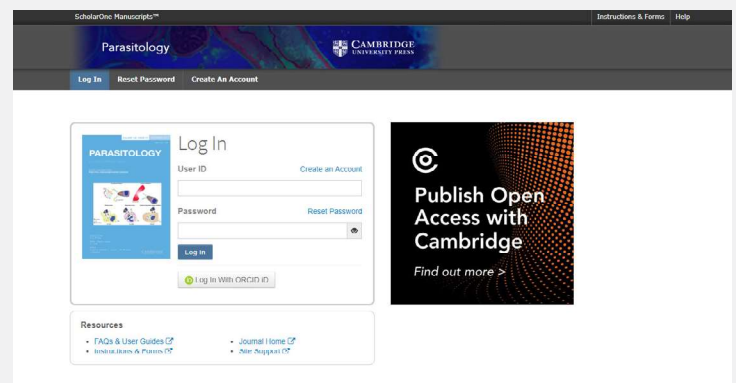 ScholarOne Manuscripts™
Instructions & Forms Help
Parasitology
CAMBRIDGE
UNIVERSITY PRESS
Log In Reset Password Create An Account
PARASITOLOGY
Log In
User ID Create an Account
Password Reset Password
Log In
iD Log In With ORCID iD
Resources
• FAQs & User Guides
• Instructions & Forms
• Journal Home
• Site Support
Publish Open
Access with
Cambridge
Find out more >